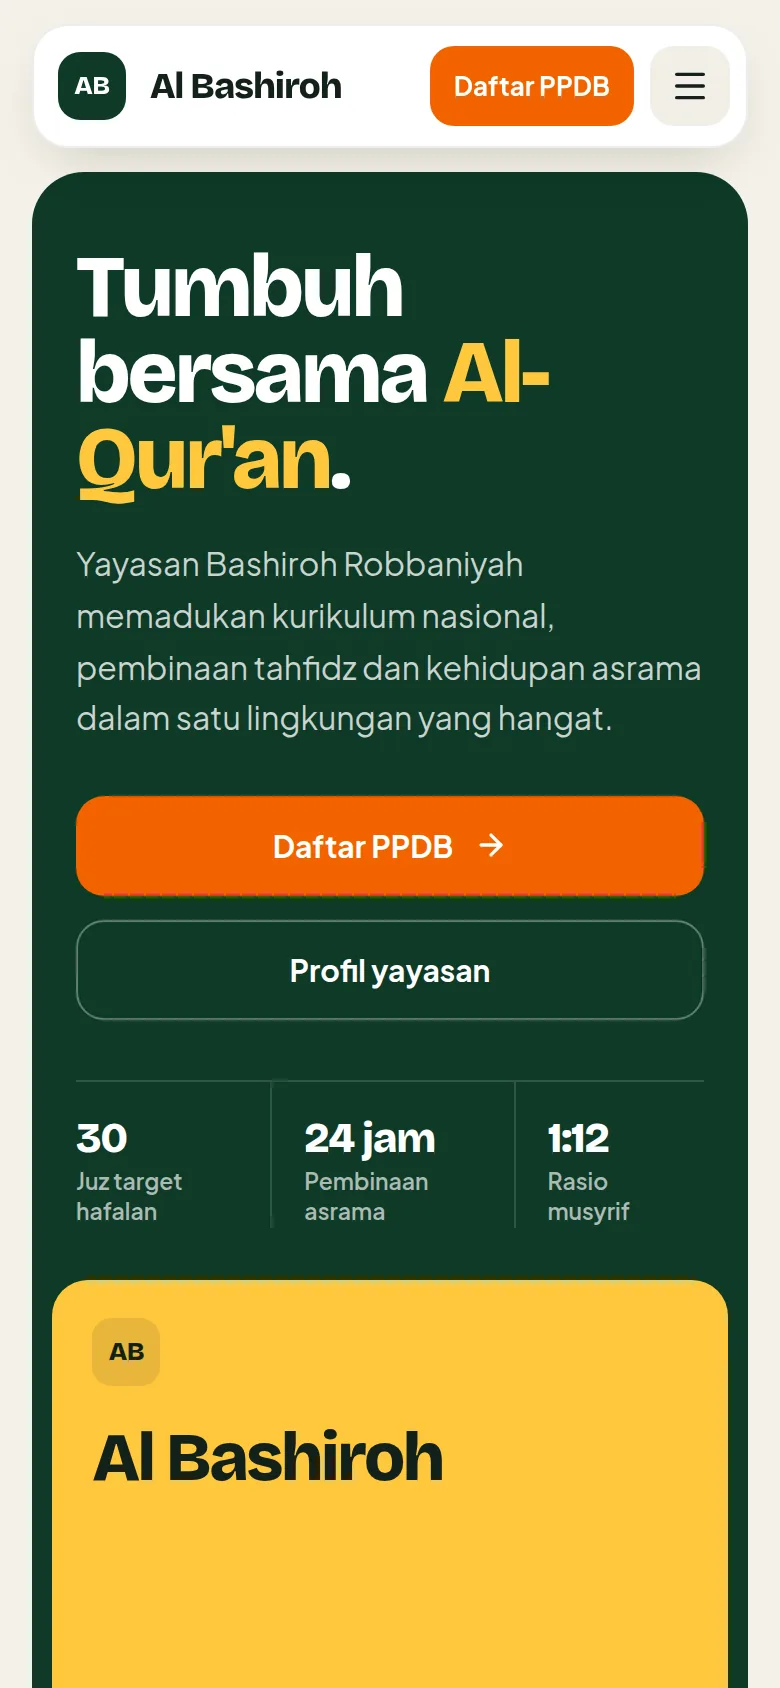 AB
Al Bashiroh
Daftar PPDB
Tumbuh
bersama Al-
Qur'an.
Yayasan Bashiroh Robbaniyah
memadukan kurikulum nasional,
pembinaan tahfidz dan kehidupan asrama
dalam satu lingkungan yang hangat.
Daftar PPDB
Profil yayasan
30
Juz target
hafalan
24 jam
Pembinaan
asrama
1:12
Rasio
musyrif
AB
Al Bashiroh